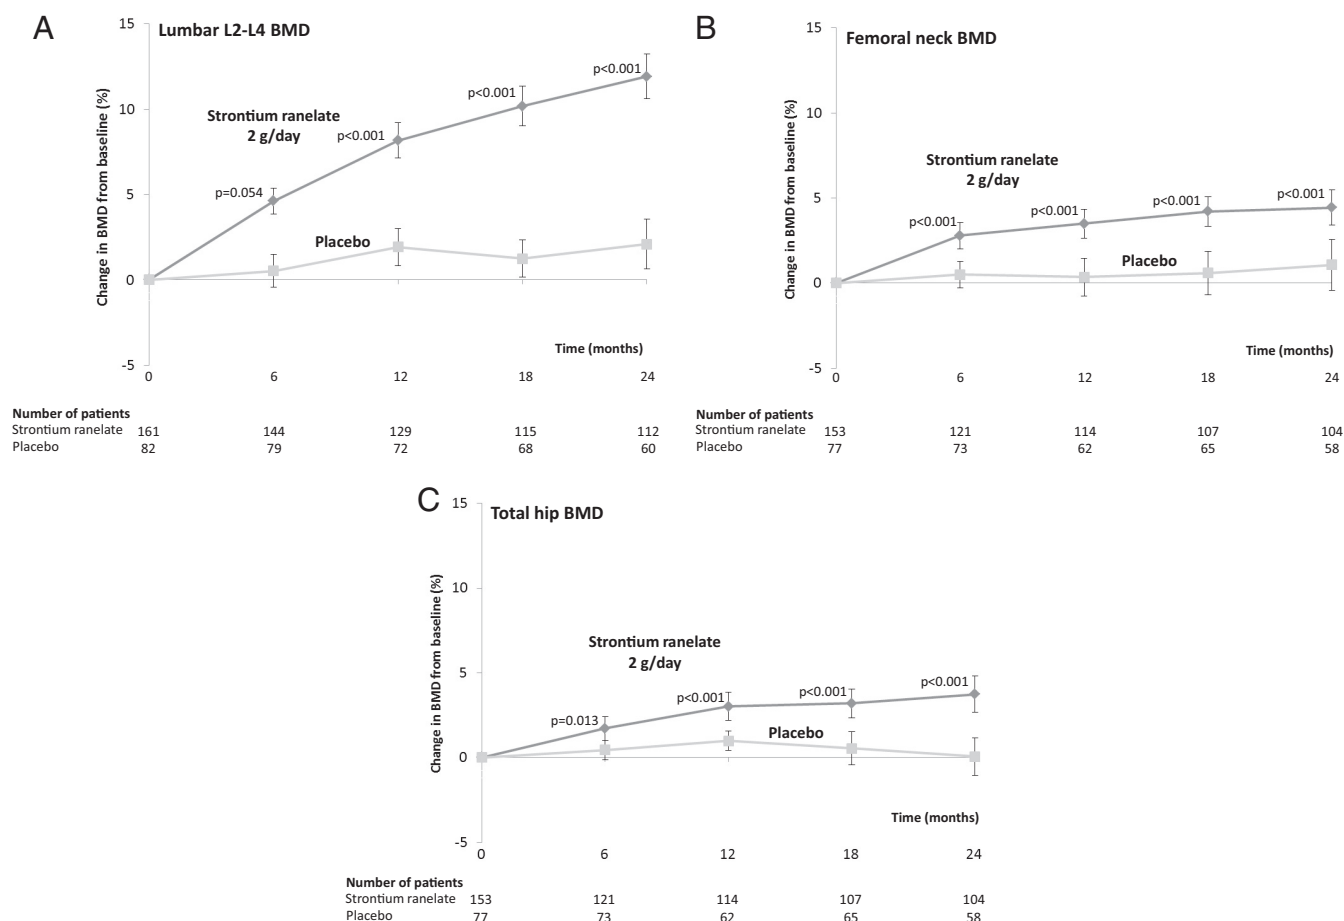 A
Lumbar L2-L4 BMD
Change in BMD from baseline (%)
15
10
5
0
-5
Strontium ranelate
2 g/day
p=0.054
p<0.001
p<0.001
p<0.001
Placebo
Time (months)
0 6 12 18 24
Number of patients
Strontium ranelate 161 144 129 115 112
Placebo 82 79 72 68 60
B
Femoral neck BMD
Change in BMD from baseline (%)
15
10
5
0
-5
Strontium ranelate
2 g/day
p<0.001
p<0.001
p<0.001
p<0.001
Placebo
Time (months)
0 6 12 18 24
Number of patients
Strontium ranelate 153 121 114 107 104
Placebo 77 73 62 65 58
C
Total hip BMD
Change in BMD from baseline (%)
15
10
5
0
-5
Strontium ranelate
2 g/day
p=0.013
p<0.001
p<0.001
p<0.001
Placebo
Time (months)
0 6 12 18 24
Number of patients
Strontium ranelate 153 121 114 107 104
Placebo 77 73 62 65 58